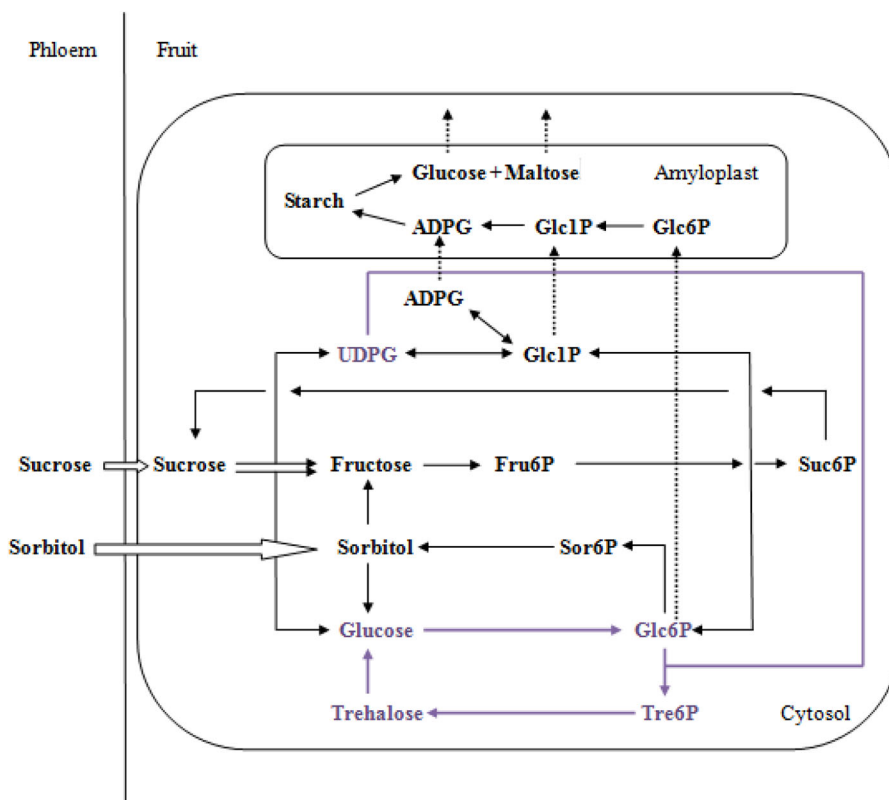 Phloem Fruit
Glucose + Maltose Amyloplast
Starch
ADPG Glc1P Glc6P
ADPG
UDPG Glc1P
Sucrose Sucrose Fructose Fru6P Suc6P
Sorbitol Sorbitol Sor6P
Glucose Glc6P
Trehalose Tre6P Cytosol